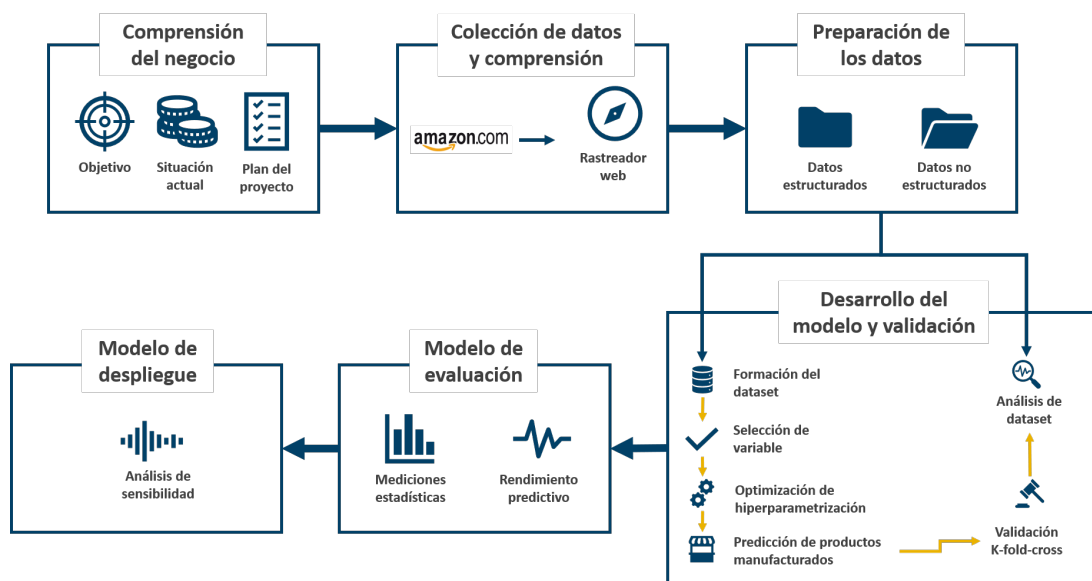 Comprensión
del negocio
Objetivo
Situación
actual
Plan del
proyecto
Colección de datos
y comprensión
amazon.com
Rastreador
web
Preparación de
los datos
Datos
estructurados
Datos no
estructurados
Desarrollo del
modelo y validación
Formación del
dataset
Selección de
variable
Optimización de
hiperparametrización
Predicción de productos
manufacturados
Validación
K-fold-cross
Análisis de
dataset
Modelo de
evaluación
Mediciones
estadísticas
Rendimiento
predictivo
Modelo de
despliegue
Análisis de
sensibilidad